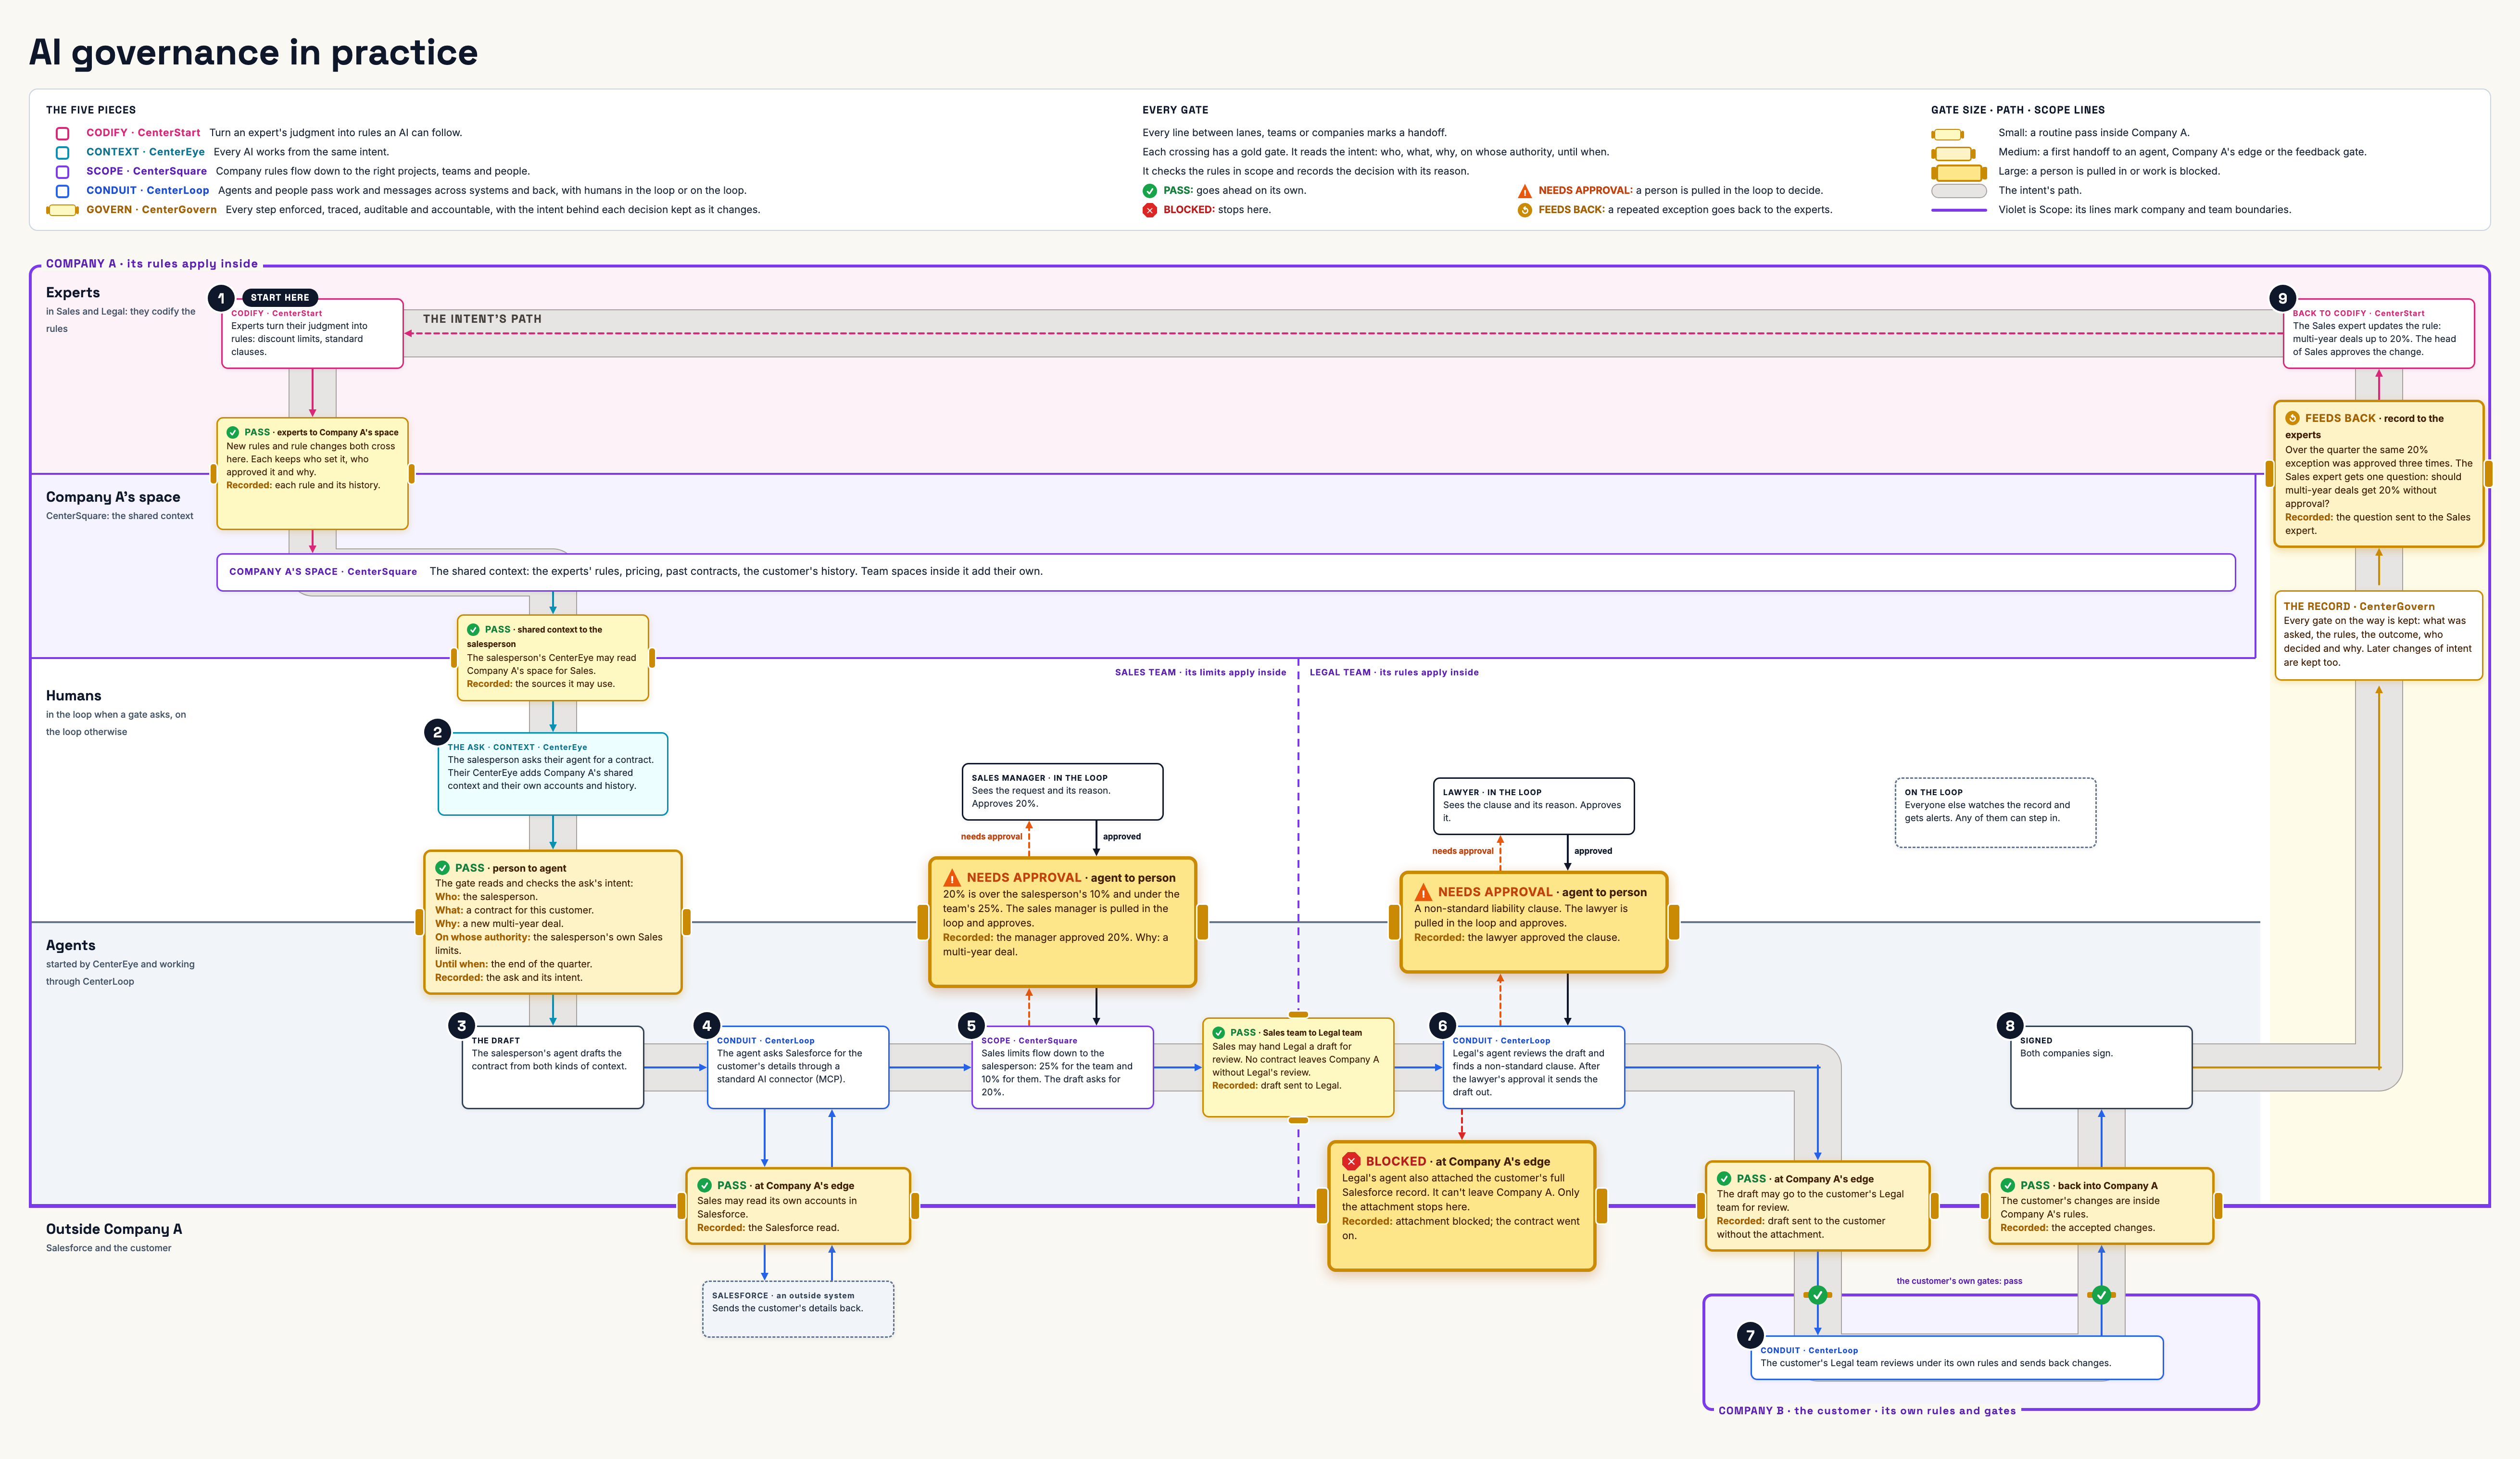 AI governance in practice
THE FIVE PIECES
CODIFY · CenterStart Turn an expert's judgment into rules an AI can follow.
CONTEXT · CenterEye Every AI works from the same intent.
SCOPE · CenterSquare Company rules flow down to the right projects, teams and people.
CONDUIT · CenterLoop Agents and people pass work and messages across systems and back, with humans in the loop or on the loop.
GOVERN · CenterGovern Every step enforced, traced, auditable and accountable, with the intent behind each decision kept as it changes.
EVERY GATE
Every line between lanes, teams or companies marks a handoff.
Each crossing has a gold gate. It reads the intent: who, what, why, on whose authority, until when.
It checks the rules in scope and records the decision with its reason.
PASS: goes ahead on its own.
NEEDS APPROVAL: a person is pulled in the loop to decide.
BLOCKED: stops here.
FEEDS BACK: a repeated exception goes back to the experts.
GATE SIZE · PATH · SCOPE LINES
Small: a routine pass inside Company A.
Medium: a first handoff to an agent, Company A's edge or the feedback gate.
Large: a person is pulled in or work is blocked.
The intent's path.
Violet is Scope: its lines mark company and team boundaries.
COMPANY A · its rules apply inside
Experts
in Sales and Legal: they codify the
rules
1
START HERE
CODIFY · CenterStart
Experts turn their judgment into
rules: discount limits, standard
clauses.
THE INTENT'S PATH
9
BACK TO CODIFY · CenterStart
The Sales expert updates the rule:
multi-year deals up to 20%. The head
of Sales approves the change.
PASS · experts to Company A's space
New rules and rule changes both cross
here. Each keeps who set it, who
approved it and why.
Recorded: each rule and its history.
FEEDS BACK · record to the
experts
Over the quarter the same 20%
exception was approved three times. The
Sales expert gets one question: should
multi-year deals get 20% without
approval?
Recorded: the question sent to the Sales
expert.
Company A's space
CenterSquare: the shared context
COMPANY A'S SPACE · CenterSquare The shared context: the experts' rules, pricing, past contracts, the customer's history. Team spaces inside it add their own.
THE RECORD · CenterGovern
Every gate on the way is kept: what was
asked, the rules, the outcome, who
decided and why. Later changes of intent
are kept too.
PASS · shared context to the
salesperson
The salesperson's CenterEye may read
Company A's space for Sales.
Recorded: the sources it may use.
SALES TEAM · its limits apply inside
LEGAL TEAM · its rules apply inside
Humans
in the loop when a gate asks, on
the loop otherwise
2
THE ASK · CONTEXT · CenterEye
The salesperson asks their agent for a contract.
Their CenterEye adds Company A's shared
context and their own accounts and history.
SALES MANAGER · IN THE LOOP
Sees the request and its reason.
Approves 20%.
LAWYER · IN THE LOOP
Sees the clause and its reason. Approves
it.
ON THE LOOP
Everyone else watches the record and
gets alerts. Any of them can step in.
needs approval
approved
needs approval
approved
PASS · person to agent
The gate reads and checks the ask's intent:
Who: the salesperson.
What: a contract for this customer.
Why: a new multi-year deal.
On whose authority: the salesperson's own Sales
limits.
Until when: the end of the quarter.
Recorded: the ask and its intent.
NEEDS APPROVAL · agent to person
20% is over the salesperson's 10% and under the
team's 25%. The sales manager is pulled in the
loop and approves.
Recorded: the manager approved 20%. Why: a
multi-year deal.
NEEDS APPROVAL · agent to person
A non-standard liability clause. The lawyer is
pulled in the loop and approves.
Recorded: the lawyer approved the clause.
Agents
started by CenterEye and working
through CenterLoop
3
THE DRAFT
The salesperson's agent drafts the
contract from both kinds of context.
4
CONDUIT · CenterLoop
The agent asks Salesforce for the
customer's details through a
standard AI connector (MCP).
5
SCOPE · CenterSquare
Sales limits flow down to the
salesperson: 25% for the team and
10% for them. The draft asks for
20%.
PASS · Sales team to Legal team
Sales may hand Legal a draft for
review. No contract leaves Company A
without Legal's review.
Recorded: draft sent to Legal.
6
CONDUIT · CenterLoop
Legal's agent reviews the draft and
finds a non-standard clause. After
the lawyer's approval it sends the
draft out.
8
SIGNED
Both companies sign.
PASS · at Company A's edge
Sales may read its own accounts in
Salesforce.
Recorded: the Salesforce read.
BLOCKED · at Company A's edge
Legal's agent also attached the customer's full
Salesforce record. It can't leave Company A. Only
the attachment stops here.
Recorded: attachment blocked; the contract went
on.
PASS · at Company A's edge
The draft may go to the customer's Legal
team for review.
Recorded: draft sent to the customer
without the attachment.
PASS · back into Company A
The customer's changes are inside
Company A's rules.
Recorded: the accepted changes.
Outside Company A
Salesforce and the customer
SALESFORCE · an outside system
Sends the customer's details back.
the customer's own gates: pass
7
CONDUIT · CenterLoop
The customer's Legal team reviews under its own rules and sends back changes.
COMPANY B · the customer · its own rules and gates